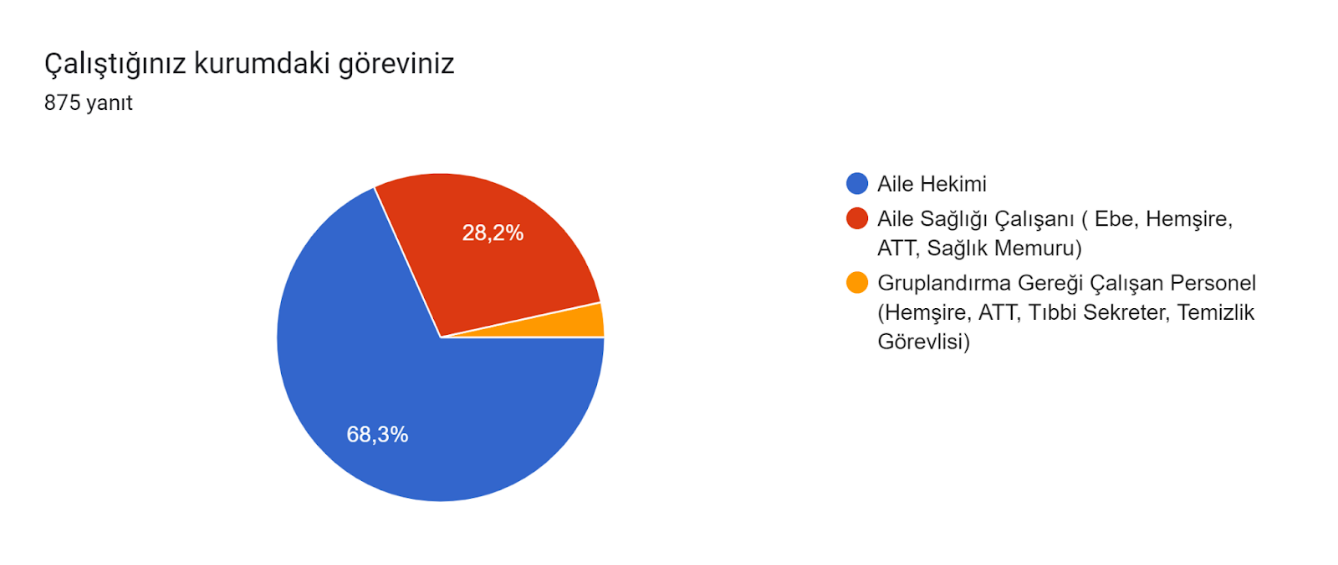 Çalıştığınız kurumdaki göreviniz
875 yanıt
28,2%
68,3%
Aile Hekimi
Aile Sağlığı Çalışanı ( Ebe, Hemşire,
ATT, Sağlık Memuru)
Gruplandırma Gereği Çalışan Personel
(Hemşire, ATT, Tıbbi Sekreter, Temizlik
Görevlisi)